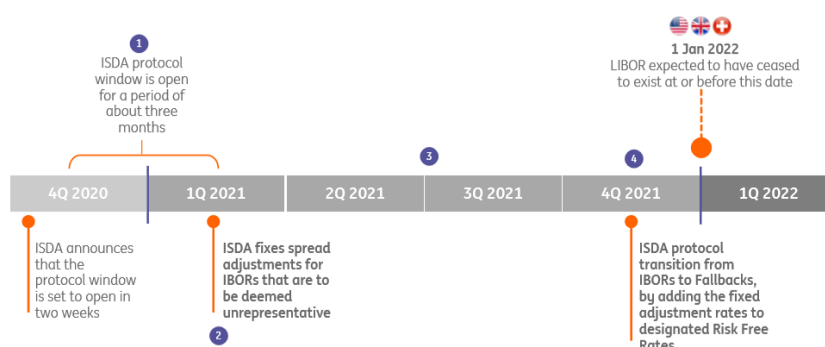 1
ISDA protocol
window is open
for a period of
about three
months
1 Jan 2022
LIBOR expected to have ceased
to exist at or before this date
3
4
4Q 2020
1Q 2021
2Q 2021
3Q 2021
4Q 2021
1Q 2022
ISDA announces
that the
protocol window
is set to open in
two weeks
ISDA fixes spread
adjustments for
IBORs that are to
be deemed
unrepresentative
2
ISDA protocol
transition from
IBORs to Fallbacks,
by adding the fixed
adjustment rates to
designated Risk Free
Rates